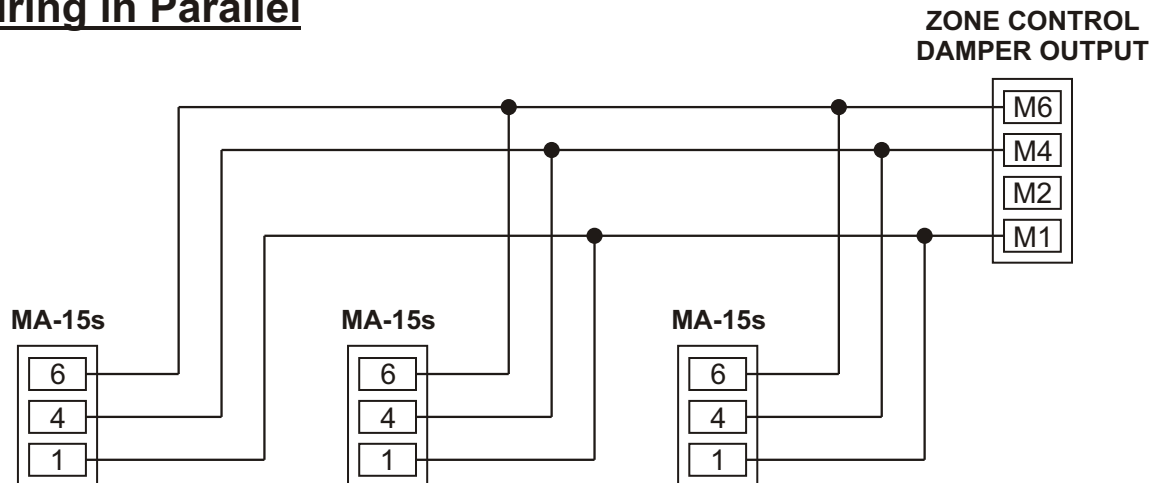 in Parallel
ZONE CONTROL
DAMPER OUTPUT
M6
M4
M2
M1
MA-15s MA-15s MA-15s
6 6 6
4 4 4
1 1 1